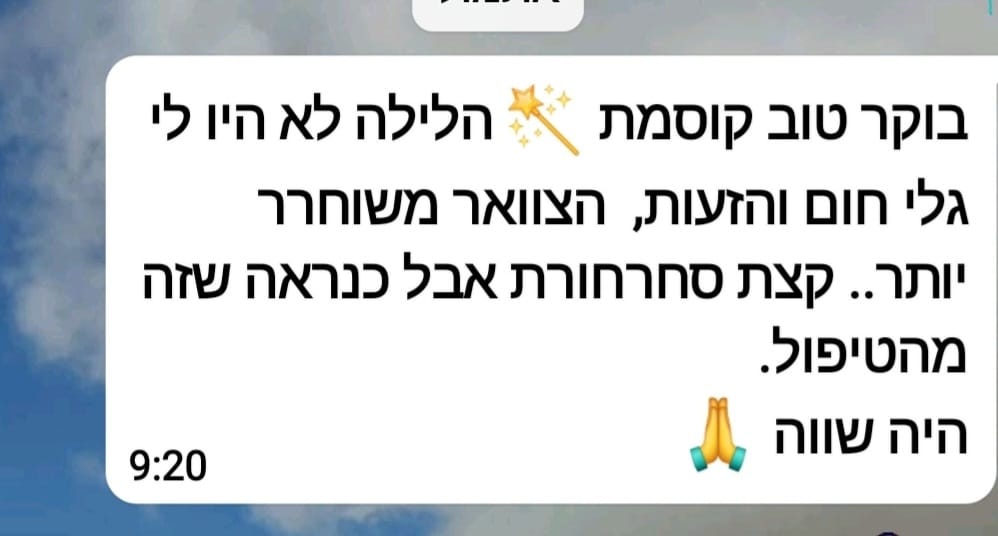 בוקר טוב קוסמת 🪄 הלילה לא היו לי
גלי חום והזעות, הצוואר משוחרר
יותר.. קצת סחרחורת אבל כנראה שזה
מהטיפול.
היה שווה 🙏
9:20